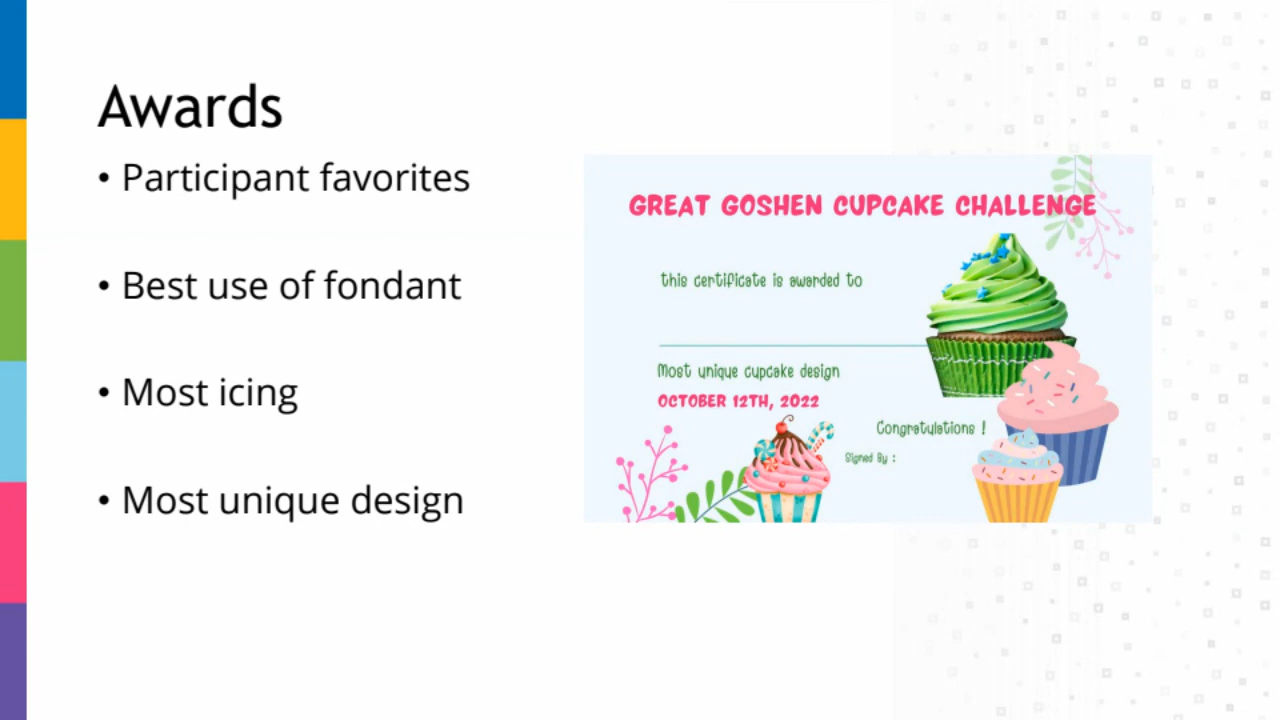 Awards
• Participant favorites
• Best use of fondant
• Most icing
• Most unique design
GREAT GOSHEN CUPCAKE CHALLENGE
this certificate is awarded to
Most unique cupcake design
OCTOBER 12TH, 2022
Congratulations !
Signed By :